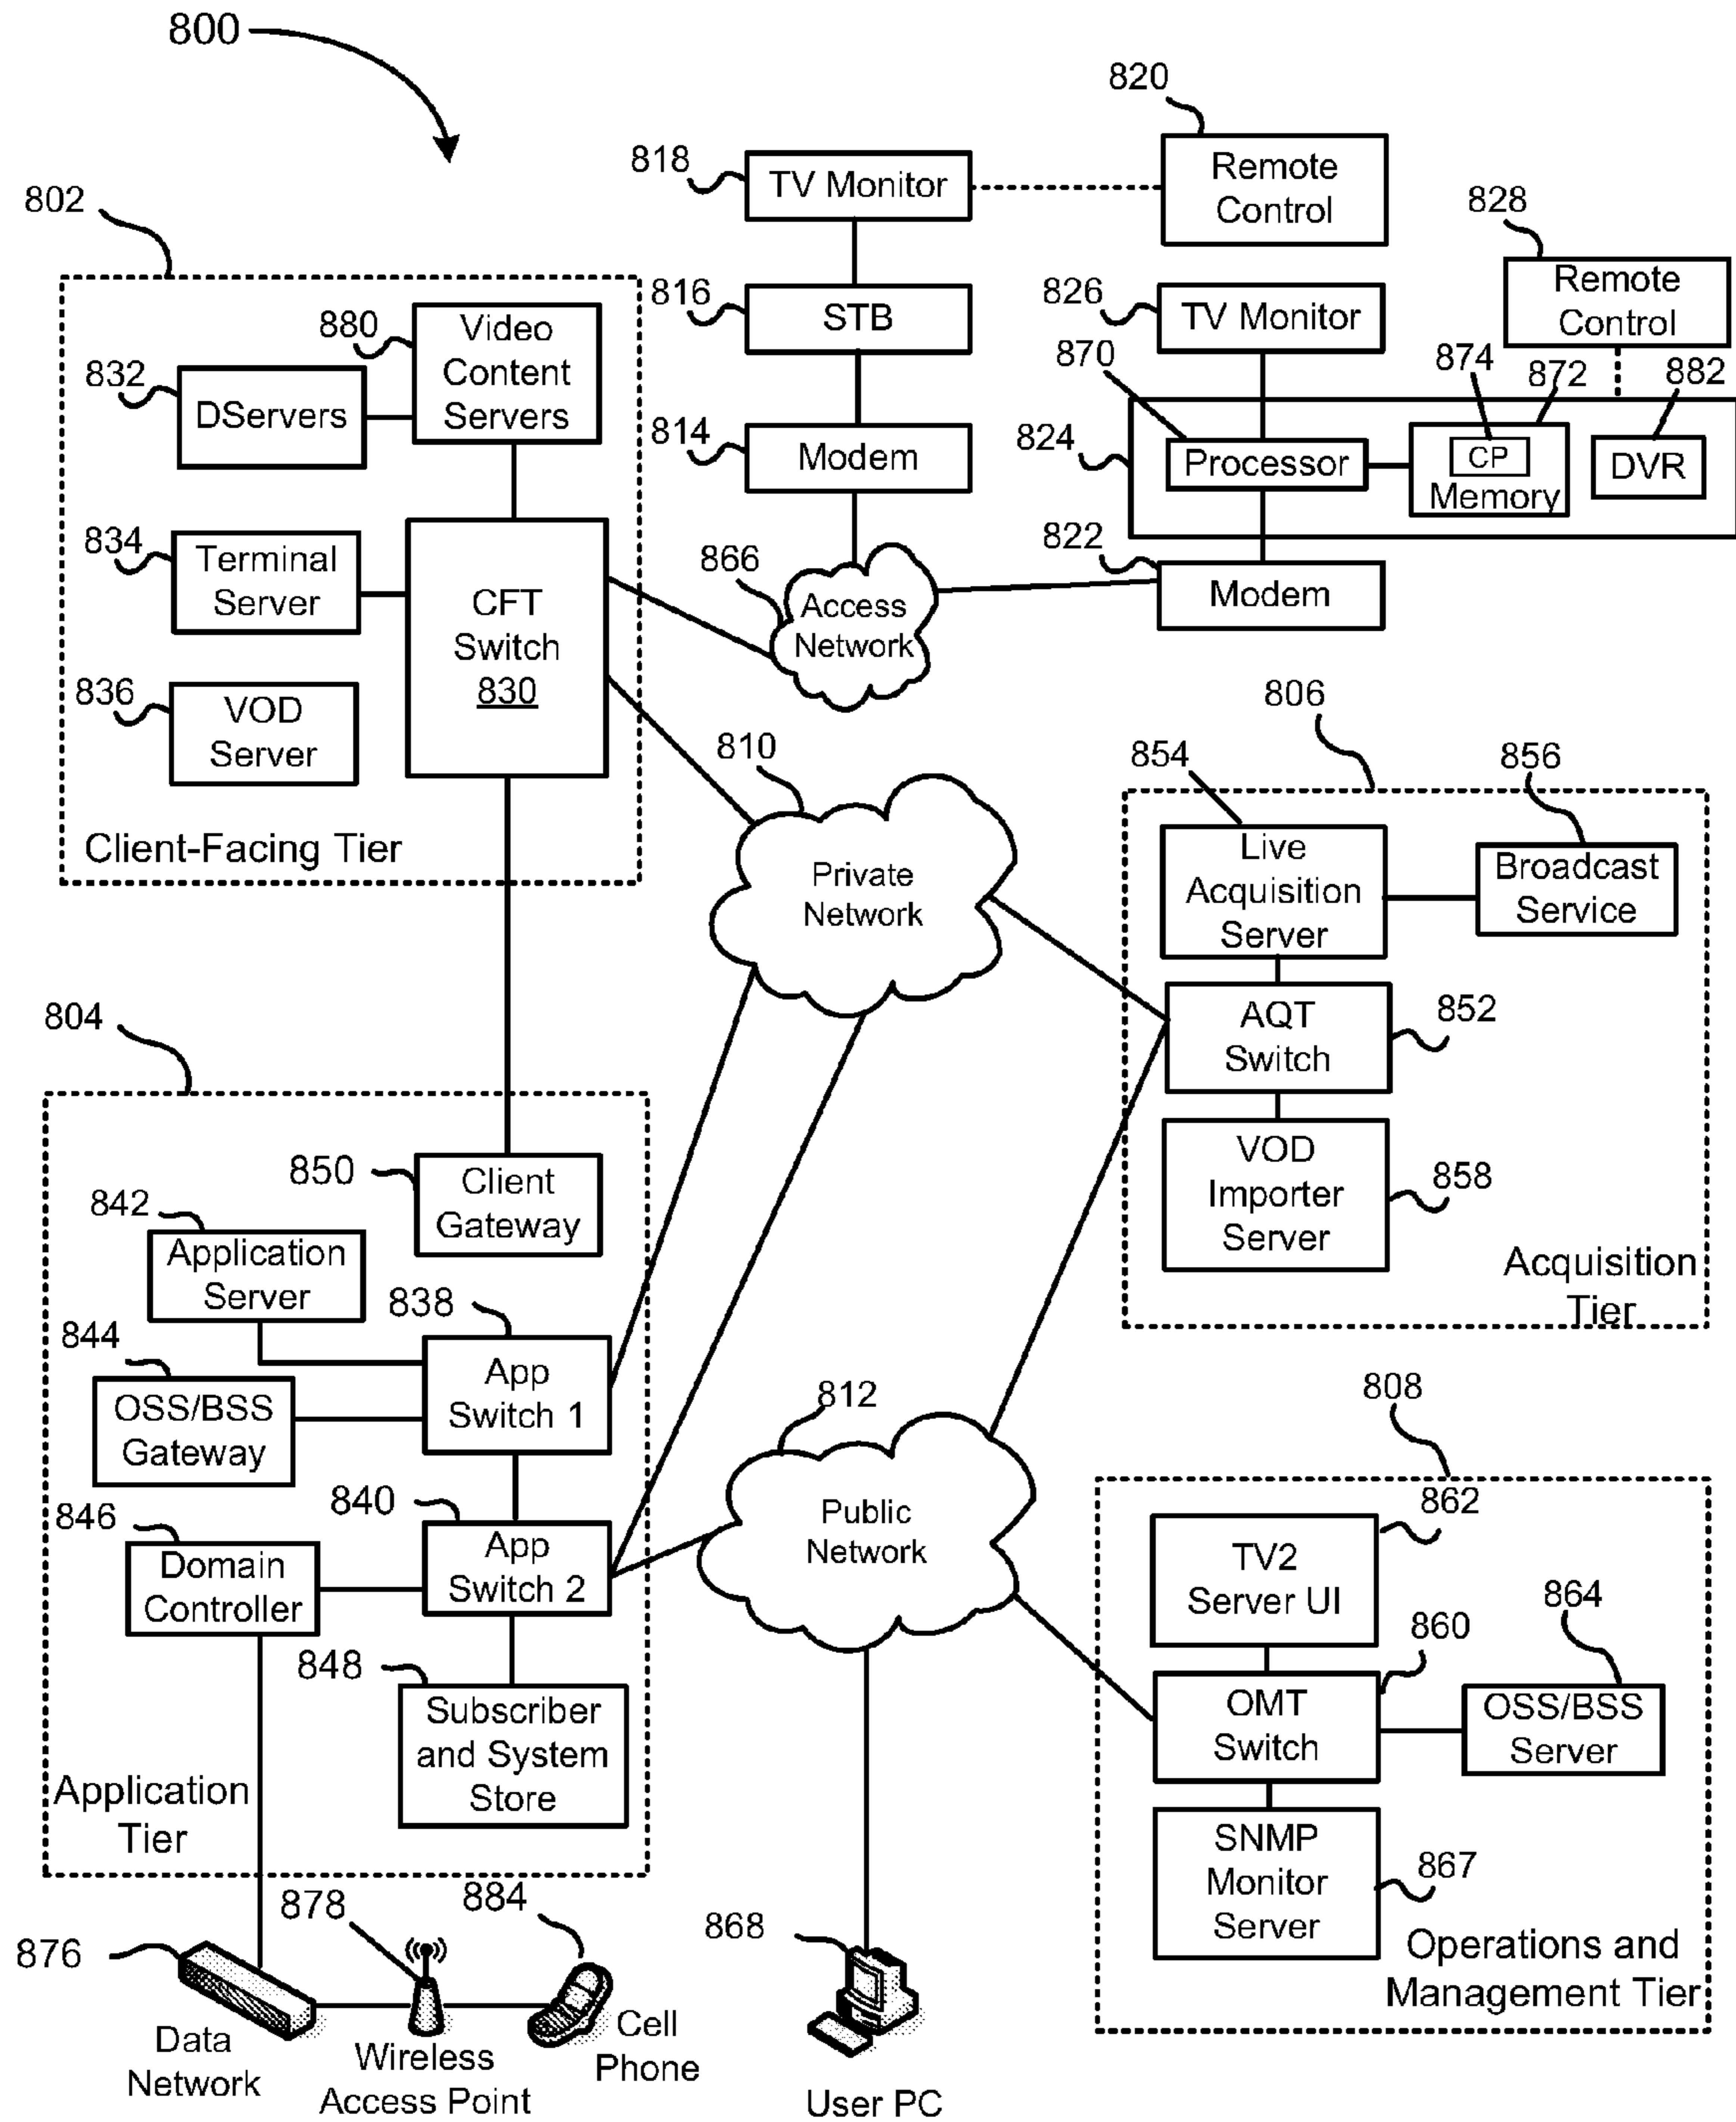 800
820
818
TV Monitor
Remote
Control
802
828
Remote
Control
816
STB
826
TV Monitor
880
Video
Content
Servers
870
874
872
882
832
DServers
814
Modem
824
Processor
CP
Memory
DVR
834
Terminal
Server
CFT
Switch
830
866
Access
Network
822
Modem
836
VOD
Server
806
810
854
856
Client-Facing Tier
Private
Network
Live
Acquisition
Server
Broadcast
Service
804
AQT
Switch
852
850
Client
Gateway
VOD
Importer
Server
858
842
Application
Server
Acquisition
Tier
838
844
OSS/BSS
Gateway
App
Switch 1
812
808
840
846
Domain
Controller
App
Switch 2
Public
Network
862
TV2
Server UI
864
860
848
Subscriber
and System
Store
OMT
Switch
OSS/BSS
Server
Application
Tier
SNMP
Monitor
Server
867
878
884
868
876
Operations and
Management Tier
Data
Network
Wireless
Access Point
Cell
Phone
User PC